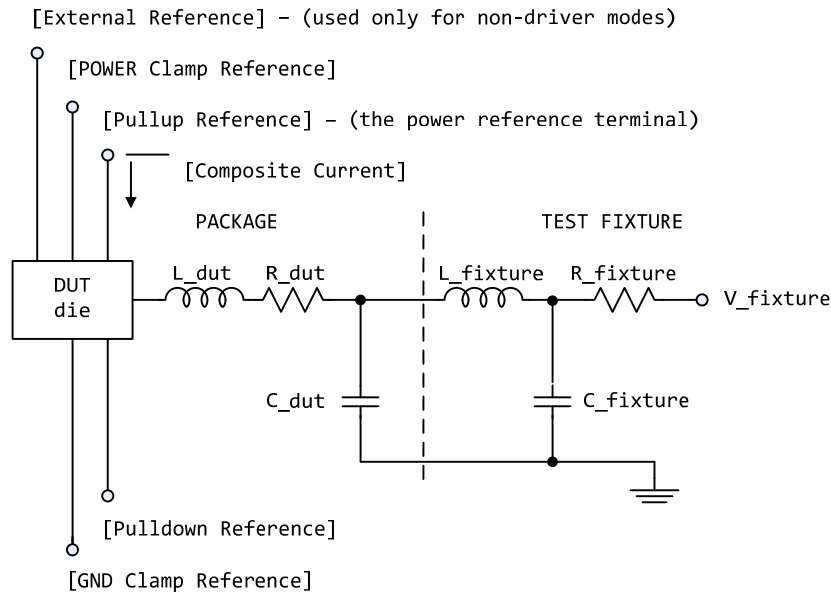 [External Reference] – (used only for non-driver modes)
[POWER Clamp Reference]
[Pullup Reference] – (the power reference terminal)
[Composite Current]
PACKAGE
TEST FIXTURE
DUT
die
L_dut
R_dut
L_fixture
R_fixture
V_fixture
C_dut
C_fixture
[Pulldown Reference]
[GND Clamp Reference]